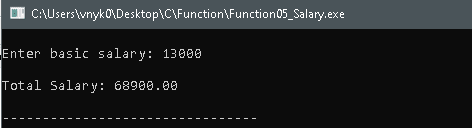 C:\Users\vnyk0\Desktop\C\Function\Function05_Salary.exe
Enter basic salary: 13000
Total Salary: 68900.00
--------------------------------